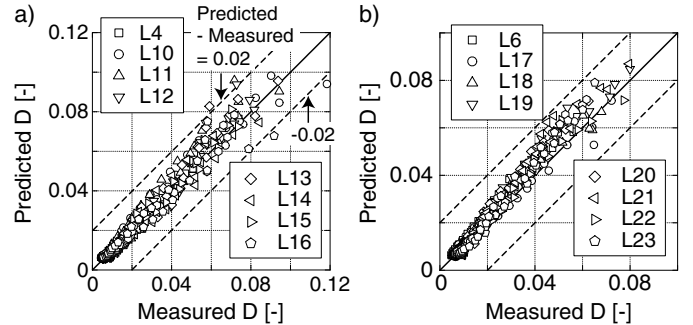 a)
Predicted
- Measured
= 0.02
-0.02
L4
L10
L11
L12
L13
L14
L15
L16
Predicted D [-]
0.12
0.08
0.04
0
0
0.04
0.08
0.12
Measured D [-]
b)
L6
L17
L18
L19
L20
L21
L22
L23
Predicted D [-]
0.08
0.04
0
0
0.04
0.08
Measured D [-]